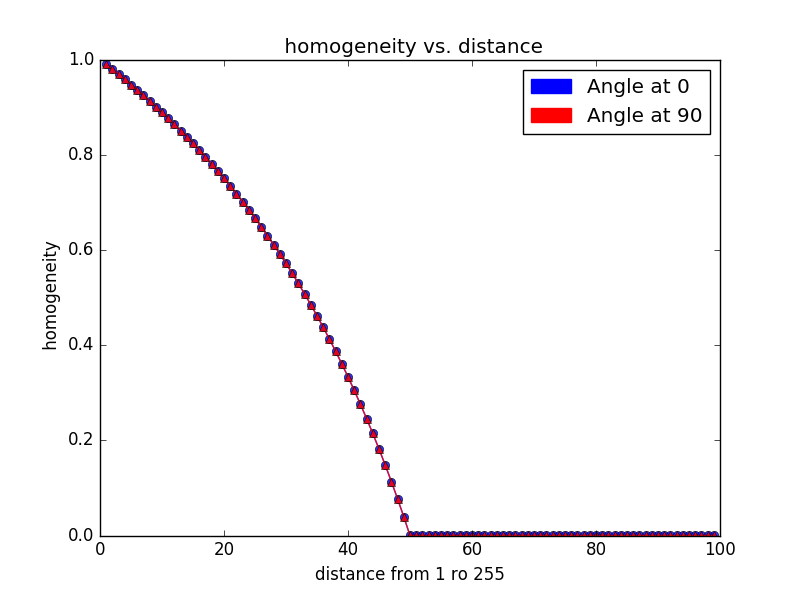 homogeneity vs. distance
Angle at 0
Angle at 90
1.0
0.8
0.6
0.4
0.2
0.0
homogeneity
0 20 40 60 80 100
distance from 1 ro 255